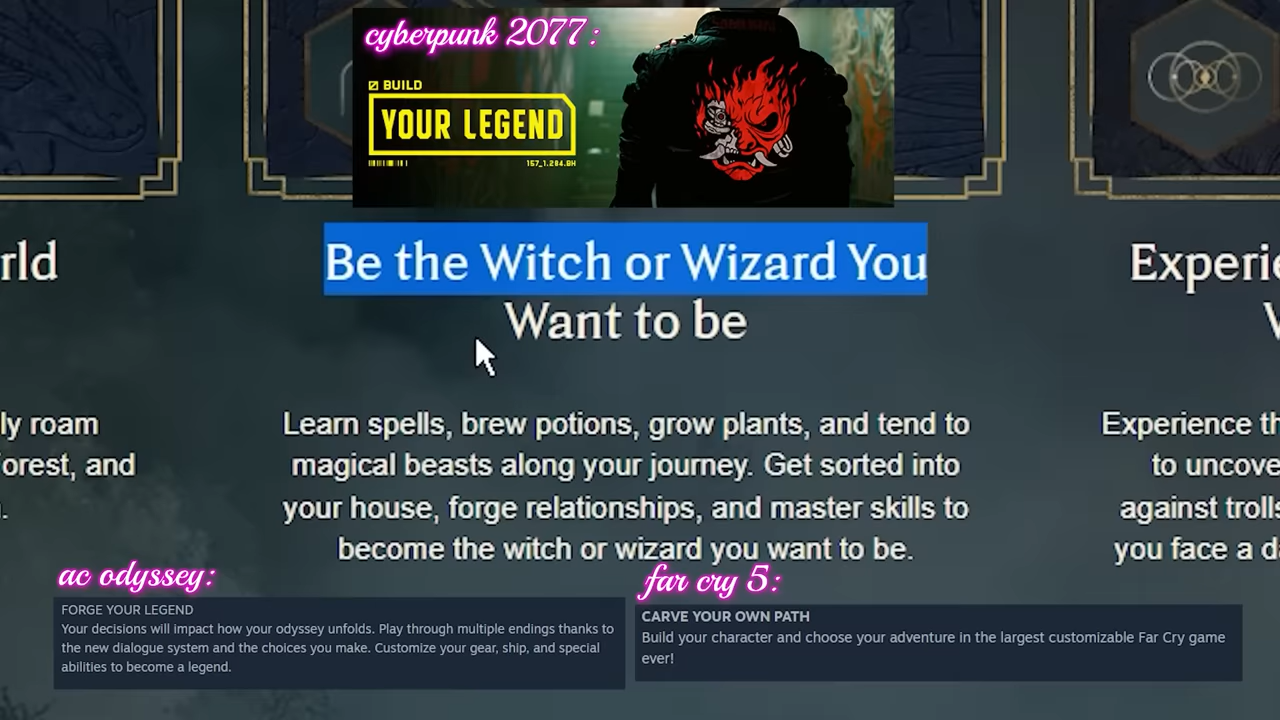 cyberpunk 2077:
BUILD
YOUR LEGEND
157_1.284.BH
Be the Witch or Wizard You
Want to be
rld
Experie
Learn spells, brew potions, grow plants, and tend to
magical beasts along your journey. Get sorted into
your house, forge relationships, and master skills to
become the witch or wizard you want to be.
ly roam
orest, and
Experience th
to uncove
against trolls
you face a d
ac odyssey:
FORGE YOUR LEGEND
Your decisions will impact how your odyssey unfolds. Play through multiple endings thanks to
the new dialogue system and the choices you make. Customize your gear, ship, and special
abilities to become a legend.
far cry 5:
CARVE YOUR OWN PATH
Build your character and choose your adventure in the largest customizable Far Cry game
ever!